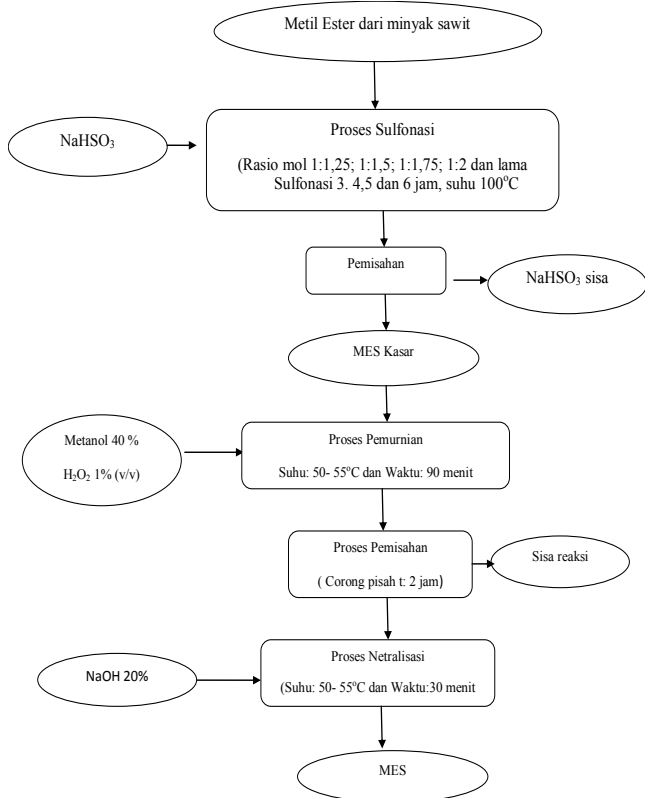 Metil Ester dari minyak sawit
NaHSO₃
Proses Sulfonasi
(Rasio mol 1:1,25; 1:1,5; 1:1,75; 1:2 dan lama
Sulfonasi 3. 4,5 dan 6 jam, suhu 100°C
Pemisahan
NaHSO₃ sisa
MES Kasar
Metanol 40 %
H₂O₂ 1% (v/v)
Proses Pemurnian
Suhu: 50- 55°C dan Waktu: 90 menit
Proses Pemisahan
( Corong pisah t: 2 jam)
Sisa reaksi
NaOH 20%
Proses Netralisasi
(Suhu: 50- 55°C dan Waktu:30 menit
MES